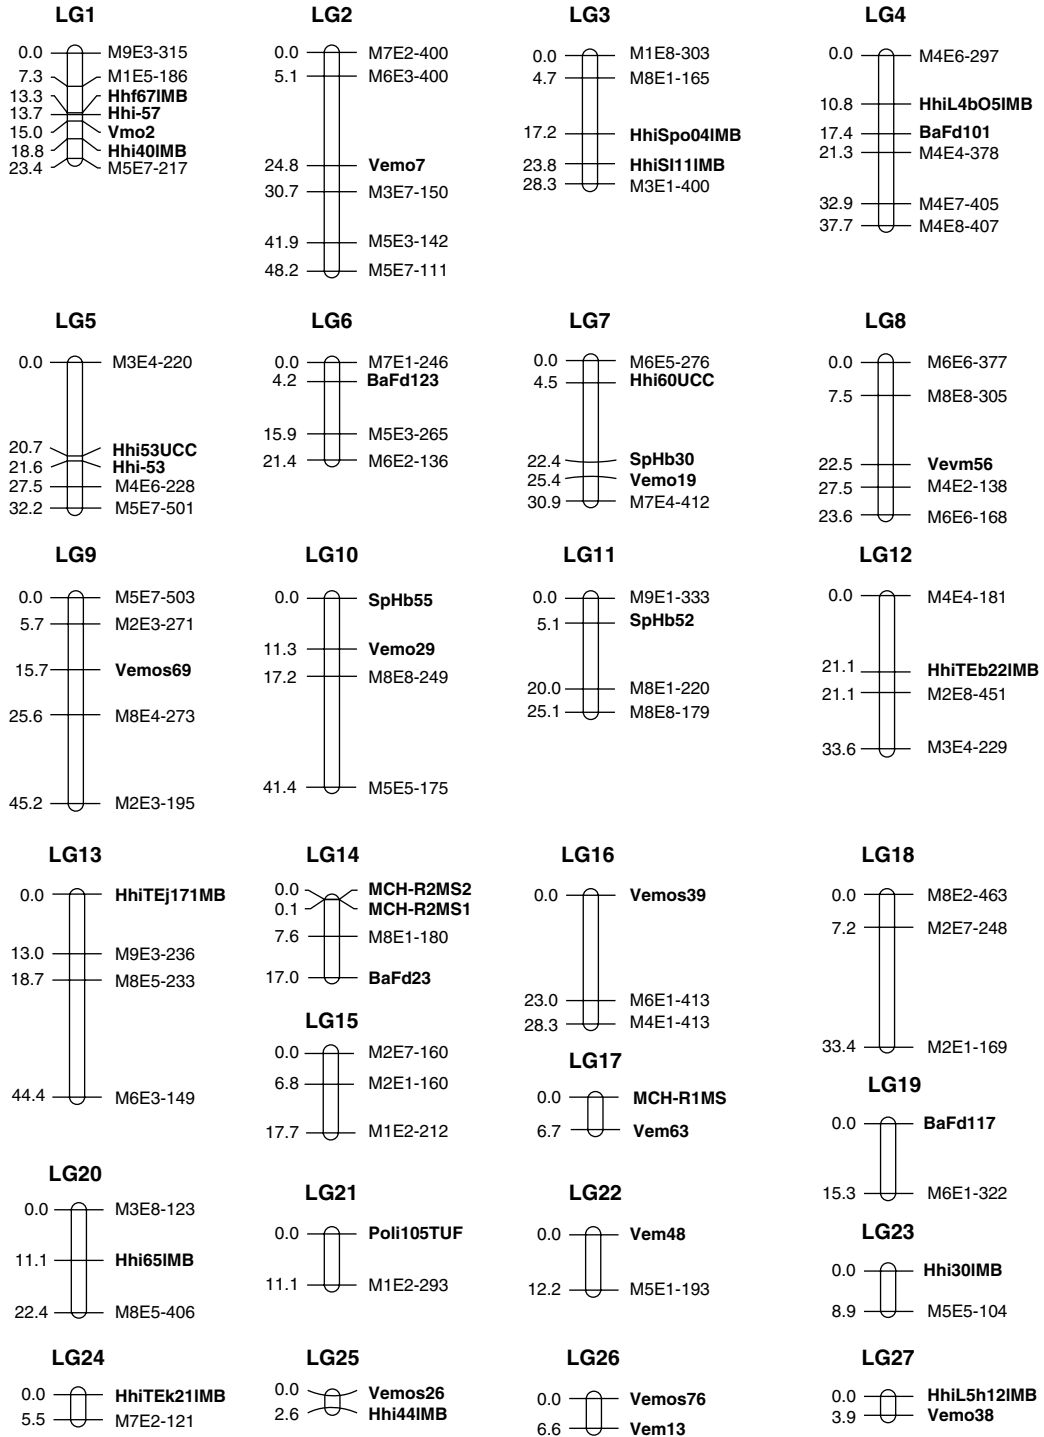 LG1
0.0 M9E3-315
7.3 M1E5-186
13.3 Hhf67IMB
13.7 Hhi-57
15.0 Vmo2
18.8 Hhi40IMB
23.4 M5E7-217
LG2
0.0 M7E2-400
5.1 M6E3-400
24.8 Vemo7
30.7 M3E7-150
41.9 M5E3-142
48.2 M5E7-111
LG3
0.0 M1E8-303
4.7 M8E1-165
17.2 HhiSpo04IMB
23.8 HhiSI11IMB
28.3 M3E1-400
LG4
0.0 M4E6-297
10.8 HhiL4bO5IMB
17.4 BaFd101
21.3 M4E4-378
32.9 M4E7-405
37.7 M4E8-407
LG5
0.0 M3E4-220
20.7 Hhi53UCC
21.6 Hhi-53
27.5 M4E6-228
32.2 M5E7-501
LG6
0.0 M7E1-246
4.2 BaFd123
15.9 M5E3-265
21.4 M6E2-136
LG7
0.0 M6E5-276
4.5 Hhi60UCC
22.4 SpHb30
25.4 Vemo19
30.9 M7E4-412
LG8
0.0 M6E6-377
7.5 M8E8-305
22.5 Vevm56
27.5 M4E2-138
23.6 M6E6-168
LG9
0.0 M5E7-503
5.7 M2E3-271
15.7 Vemos69
25.6 M8E4-273
45.2 M2E3-195
LG10
0.0 SpHb55
11.3 Vemo29
17.2 M8E8-249
41.4 M5E5-175
LG11
0.0 M9E1-333
5.1 SpHb52
20.0 M8E1-220
25.1 M8E8-179
LG12
0.0 M4E4-181
21.1 HhiTEb22IMB
21.1 M2E8-451
33.6 M3E4-229
LG13
0.0 HhiTEj171MB
13.0 M9E3-236
18.7 M8E5-233
44.4 M6E3-149
LG14
0.0 MCH-R2MS2
0.1 MCH-R2MS1
7.6 M8E1-180
17.0 BaFd23
LG15
0.0 M2E7-160
6.8 M2E1-160
17.7 M1E2-212
LG16
0.0 Vemos39
23.0 M6E1-413
28.3 M4E1-413
LG17
0.0 MCH-R1MS
6.7 Vem63
LG18
0.0 M8E2-463
7.2 M2E7-248
33.4 M2E1-169
LG19
0.0 BaFd117
15.3 M6E1-322
LG20
0.0 M3E8-123
11.1 Hhi65IMB
22.4 M8E5-406
LG21
0.0 Poli105TUF
11.1 M1E2-293
LG22
0.0 Vem48
12.2 M5E1-193
LG23
0.0 Hhi30IMB
8.9 M5E5-104
LG24
0.0 HhiTEk21IMB
5.5 M7E2-121
LG25
0.0 Vemos26
2.6 Hhi44IMB
LG26
0.0 Vemos76
6.6 Vem13
LG27
0.0 HhiL5h12IMB
3.9 Vemo38